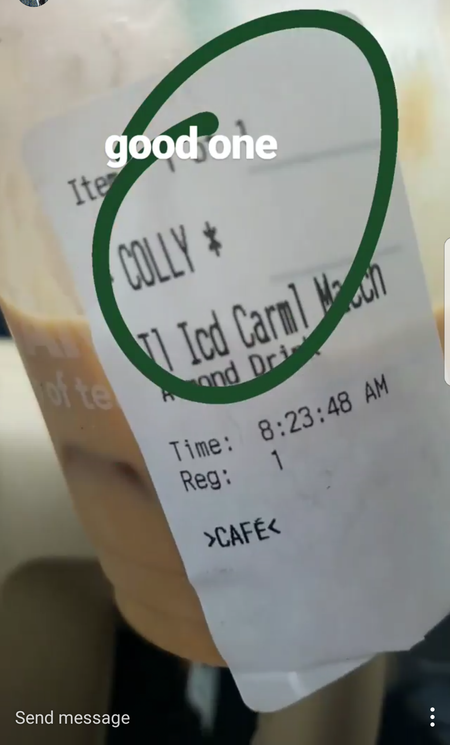 good one
COLLY *
Tl Icd Carml Macch
Almond Drink
Time: 8:23:48 AM
Reg: 1
>CAFÉ<
Send message